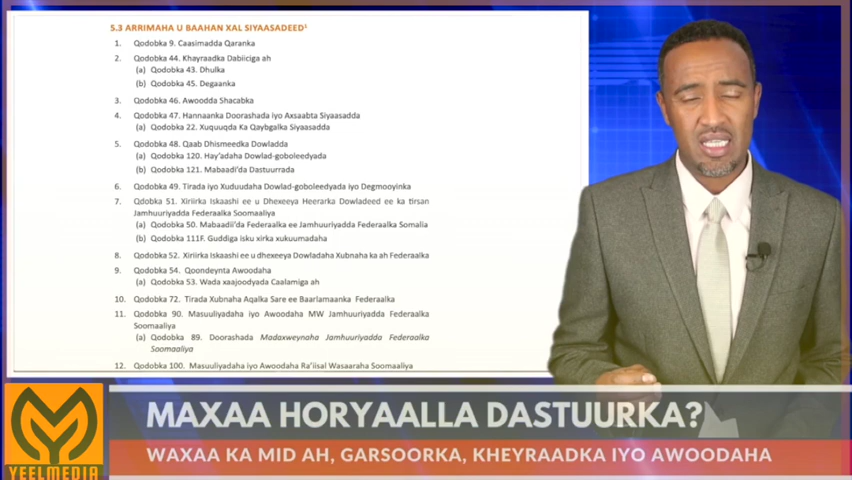 5.3 ARRIMAHA U BAAHAN XAL SIYAASADEED¹
1. Qodobka 9. Caasimadda Qaranka
2. Qodobka 44. Khayraadka Dabiiciga ah
(a) Qodobka 43. Dhulka
(b) Qodobka 45. Degaanka
3. Qodobka 46. Awoodda Shacabka
4. Qodobka 47. Hannaanka Doorashada iyo Axsaabta Siyaasadda
(a) Qodobka 22. Xuquuqda Ka Qaybgalka Siyaasadda
5. Qodobka 48. Qaab Dhismeedka Dowladda
(a) Qodobka 120. Hay'adaha Dowlad-goboleedyada
(b) Qodobka 121. Mabaadi'da Dastuurrada
6. Qodobka 49. Tirada iyo Xuduudaha Dowlad-goboleedyada iyo Degmooyinka
7. Qdobka 51. Xiriirka Iskaashi ee u Dhexeeya Heerarka Dowladeed ee ka tirsan
Jamhuuriyadda Federaalka Soomaaliya
(a) Qodobka 50. Mabaadii'da Federaalka ee Jamhuuriyadda Federaalka Somalia
(b) Qodobka 111F. Guddiga isku xirka xukuumadaha
8. Qodobka 52. Xiriirka Iskaashi ee u dhexeeya Dowladaha Xubnaha ka ah Federaalka
9. Qodobka 54. Qoondeynta Awoodaha
(a) Qodobka 53. Wada xaajoodyada Caalamiga ah
10. Qodobka 72. Tirada Xubnaha Aqalka Sare ee Baarlamaanka Federaalka
11. Qodobka 90. Masuuliyadaha iyo Awoodaha MW Jamhuuriyadda Federaalka
Soomaaliya
(a) Qodobka 89. Doorashada Madaxweynaha Jamhuuriyadda Federaalka
Soomaaliya
12. Qodobka 100. Masuuliyadaha iyo Awoodaha Ra'iisal Wasaaraha Soomaaliya
MAXAA HORYAALLA DASTUURKA?
WAXAA KA MID AH, GARSOORKA, KHEYRAADKA IYO AWOODAHA
YEELMEDIA